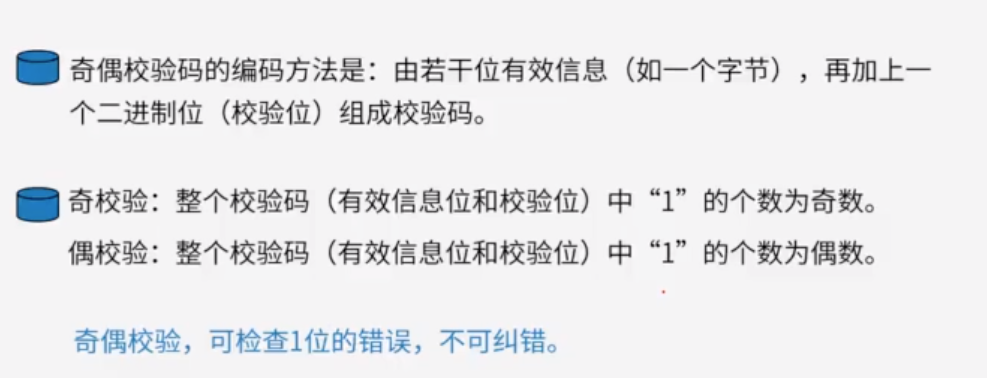 奇偶校验码的编码方法是：由若干位有效信息（如一个字节），再加上一
个二进制位（校验位）组成校验码。
奇校验：整个校验码（有效信息位和校验位）中“1”的个数为奇数。
偶校验：整个校验码（有效信息位和校验位）中“1”的个数为偶数。
奇偶校验，可检查1位的错误，不可纠错。